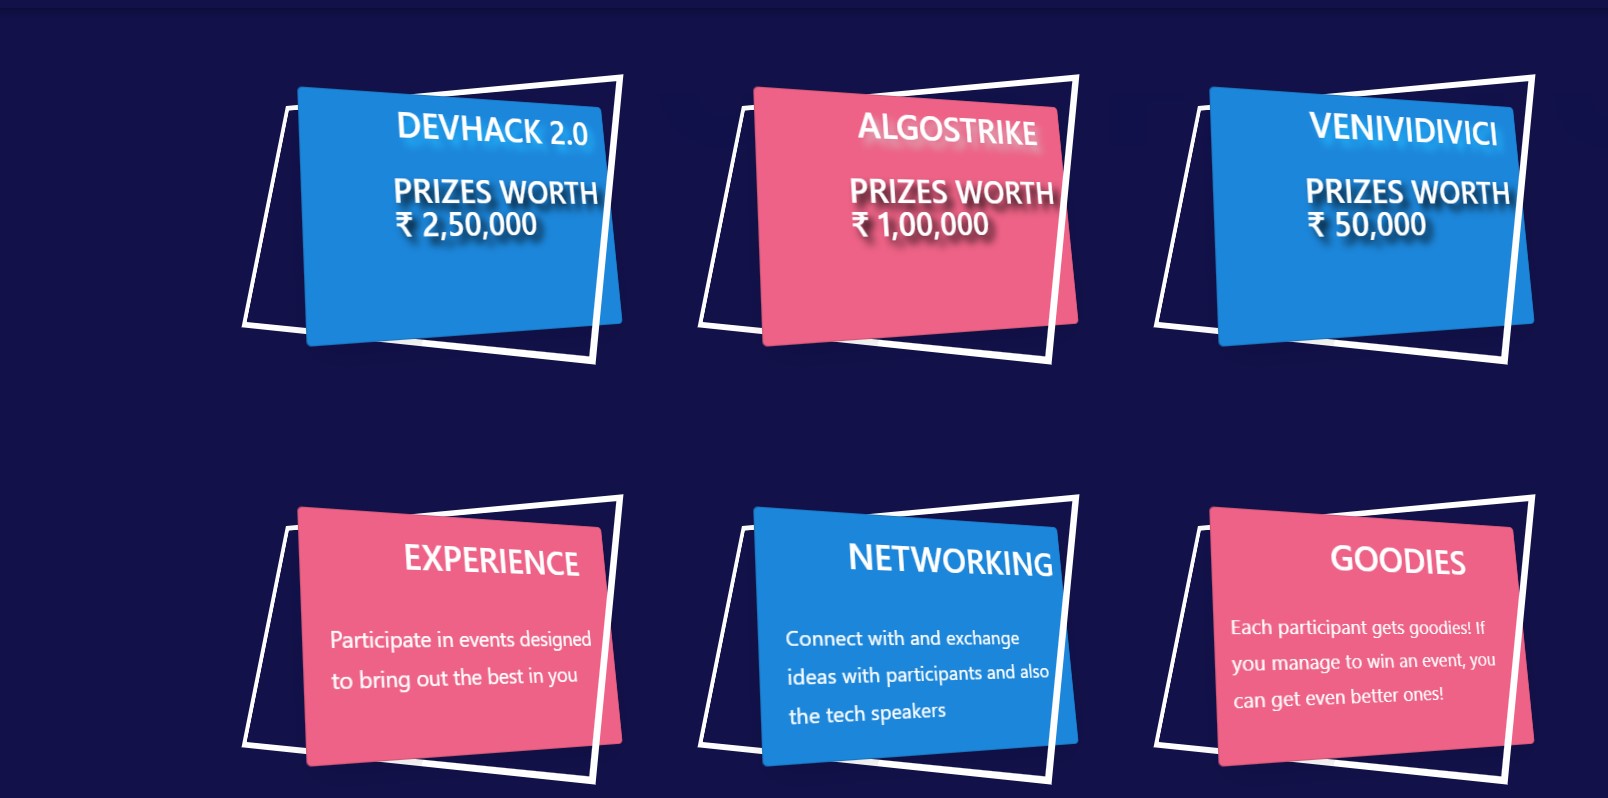 DEVHACK 2.0
PRIZES WORTH
₹ 2,50,000
ALGOSTRIKE
PRIZES WORTH
₹ 1,00,000
VENIVIDIVICI
PRIZES WORTH
₹ 50,000
EXPERIENCE
Participate in events designed
to bring out the best in you
NETWORKING
Connect with and exchange
ideas with participants and also
the tech speakers
GOODIES
Each participant gets goodies! If
you manage to win an event, you
can get even better ones!